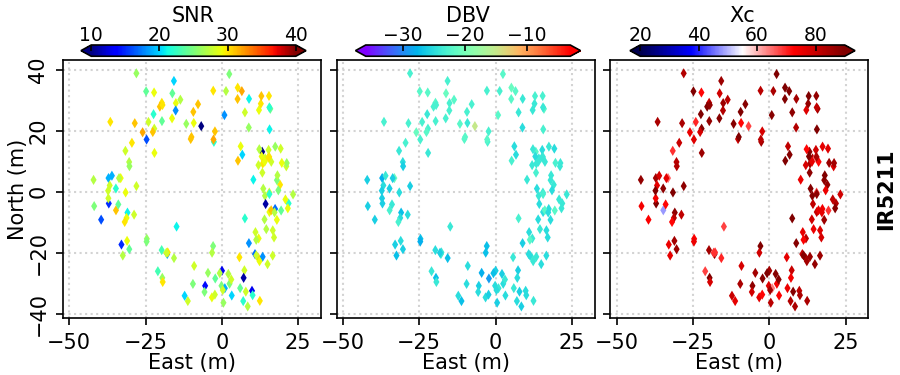 SNR DBV Xc
10 20 30 40 −30 −20 −10 20 40 60 80
40
20
0
−20
−40
North (m)
IR5211
−50 −25 0 25 −50 −25 0 25 −50 −25 0 25
East (m) East (m) East (m)